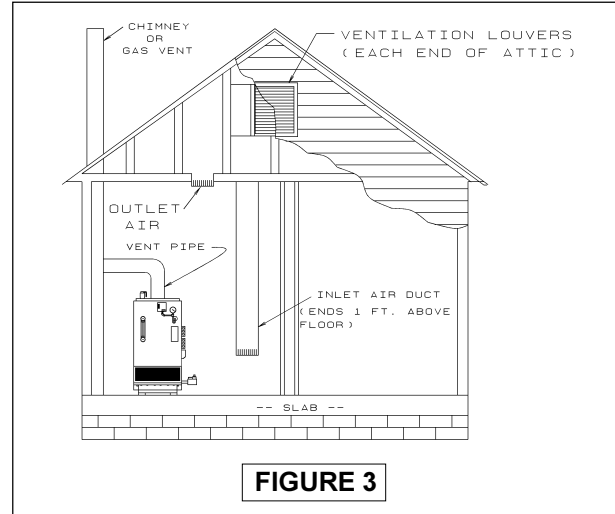 CHIMNEY
OR
GAS VENT
VENTILATION LOUVERS
(EACH END OF ATTIC)
OUTLET
AIR
VENT PIPE
INLET AIR DUCT
(ENDS 1 FT. ABOVE
FLOOR)
-- SLAB --
FIGURE 3